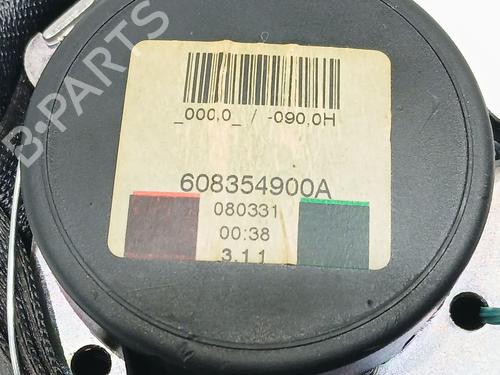 B-PARTS
_000,0_ / -090,0H
608354900A
080331
00:38
3.1.1